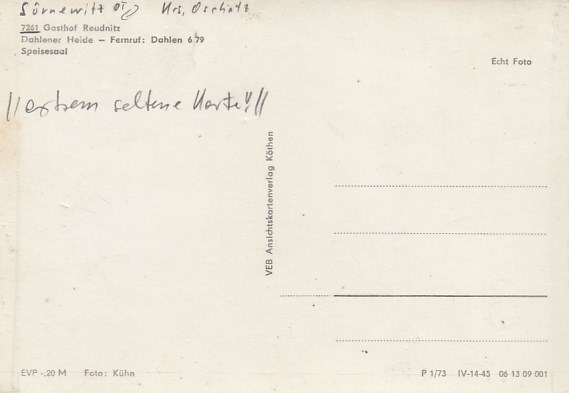 Sörnewitz OT Krs. Oschatz
7261 Gasthof Reudnitz
Dahlener Heide — Fernruf: Dahlen 6 79
Speisesaal
Echt Foto
!! extrem seltene Karte !!
VEB Ansichtskartenverlag Köthen
EVP -.20 M Foto: Kühn
P 1/73 IV-14-45 06 13 09 001